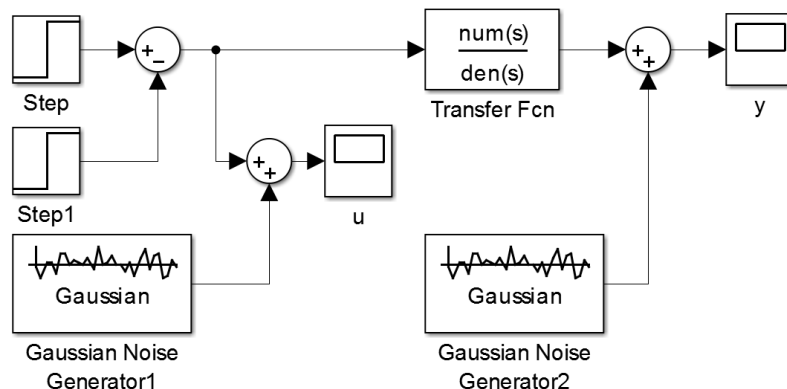 Step
Step1
+
−
num(s)
den(s)
Transfer Fcn
+
+
y
+
+
u
Gaussian
Gaussian Noise
Generator1
Gaussian
Gaussian Noise
Generator2